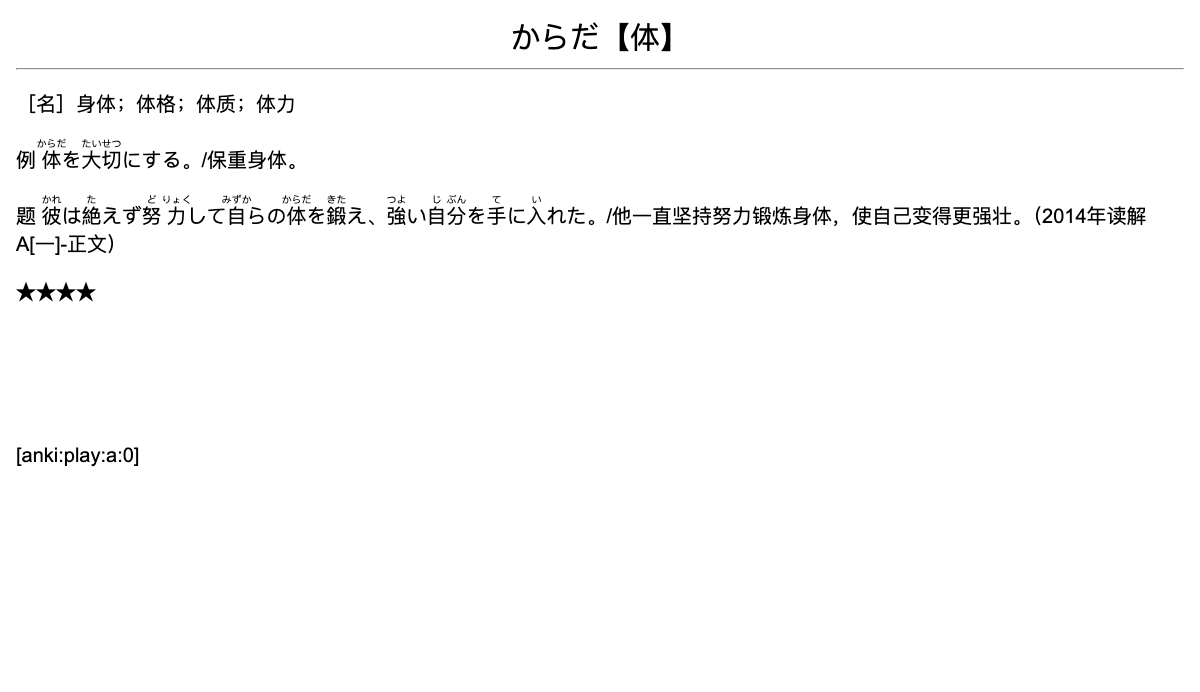 からだ【体】
［名］身体；体格；体质；体力
からだ たいせつ
例 体を大切にする。/保重身体。
かれ た ど りょく みずか からだ きた つよ じ ぶん て い
题 彼は絶えず努力して自らの体を鍛え、強い自分を手に入れた。/他一直坚持努力锻炼身体，使自己变得更强壮。（2014年读解
A[一]-正文）
★★★★
[anki:play:a:0]